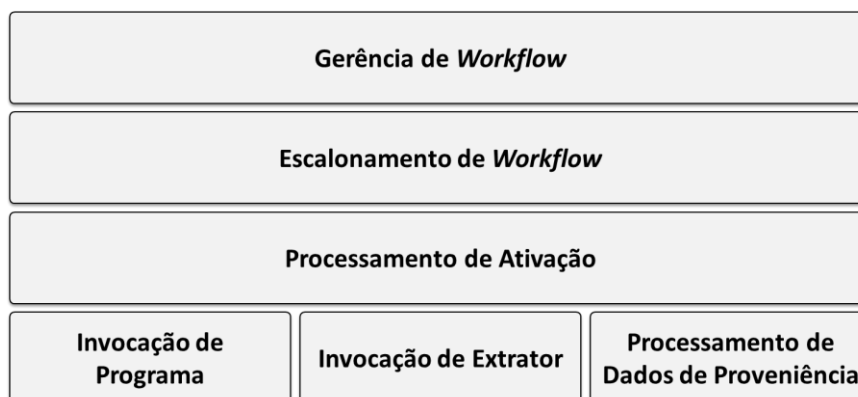 Gerência de Workflow
Escalonamento de Workflow
Processamento de Ativação
Invocação de
Programa
Invocação de Extrator
Processamento de
Dados de Proveniência